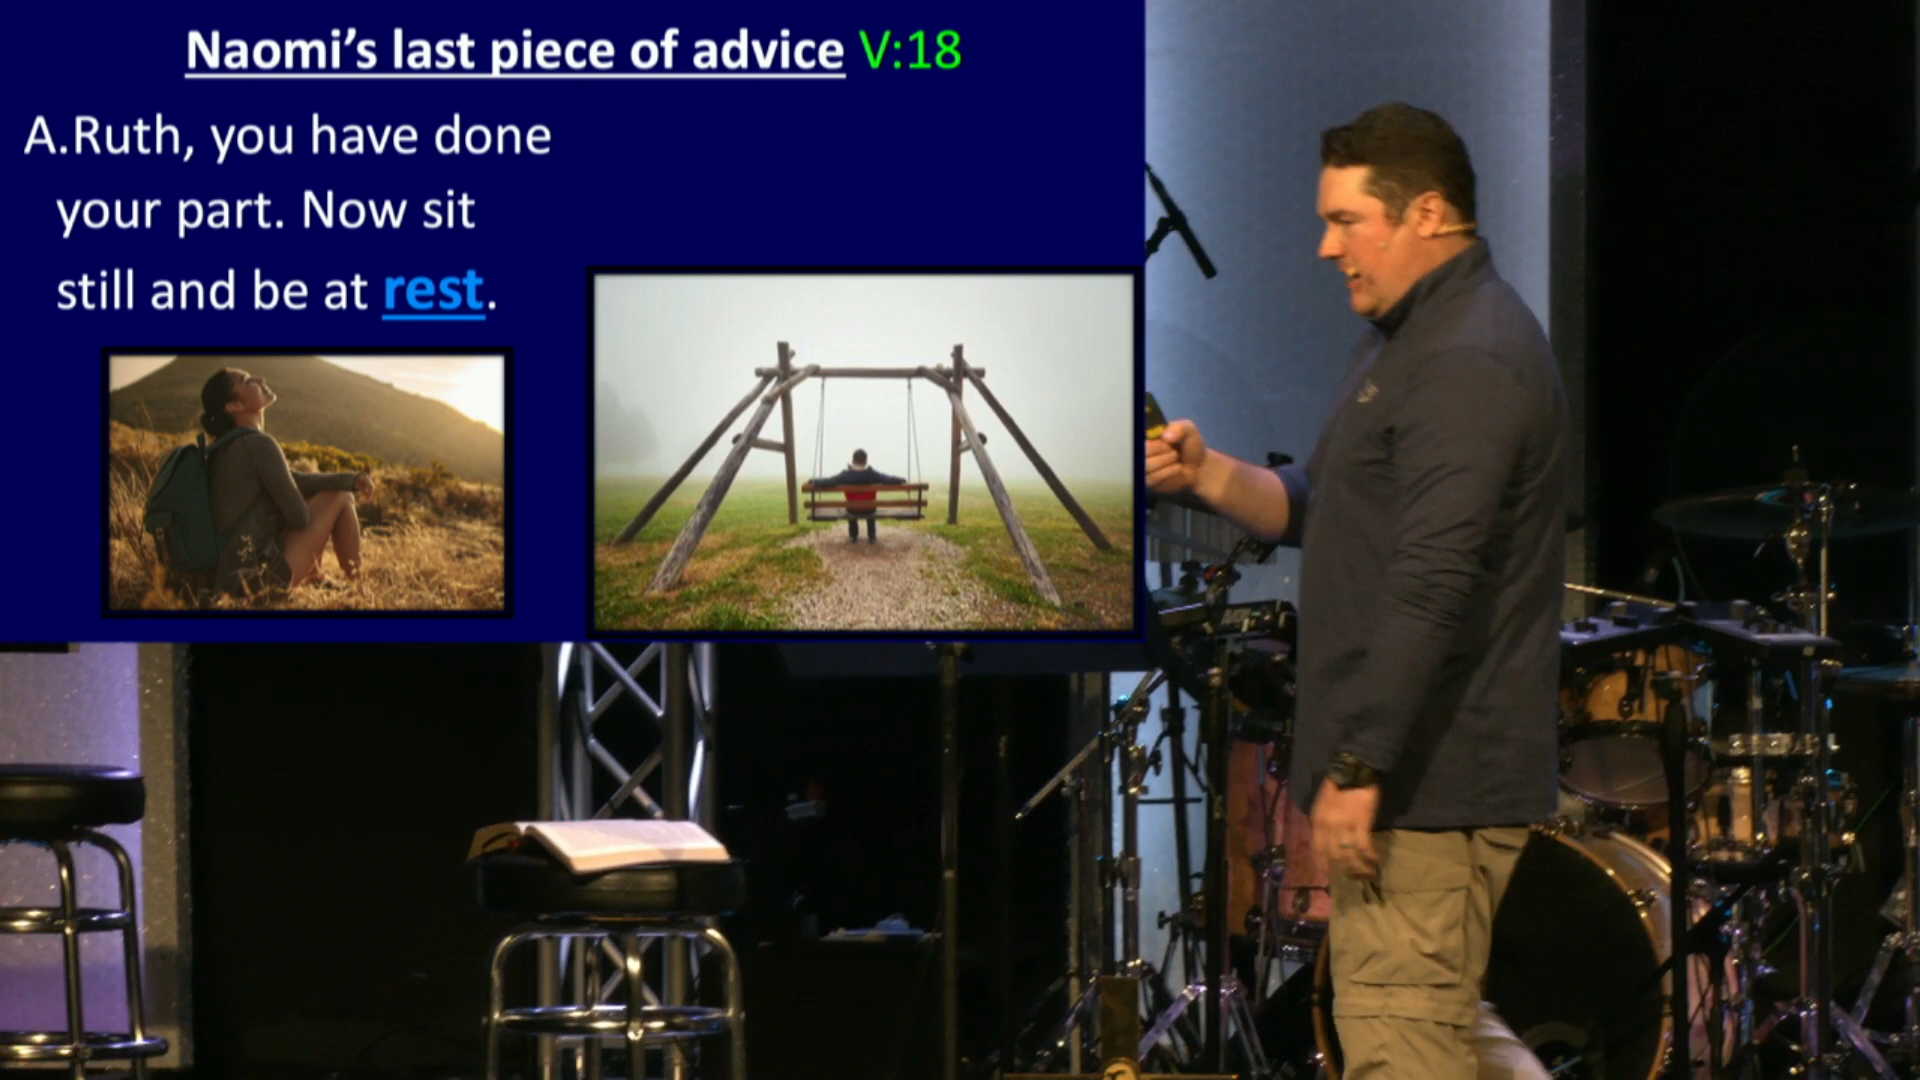 Naomi’s last piece of advice V:18
A.Ruth, you have done
your part. Now sit
still and be at rest.